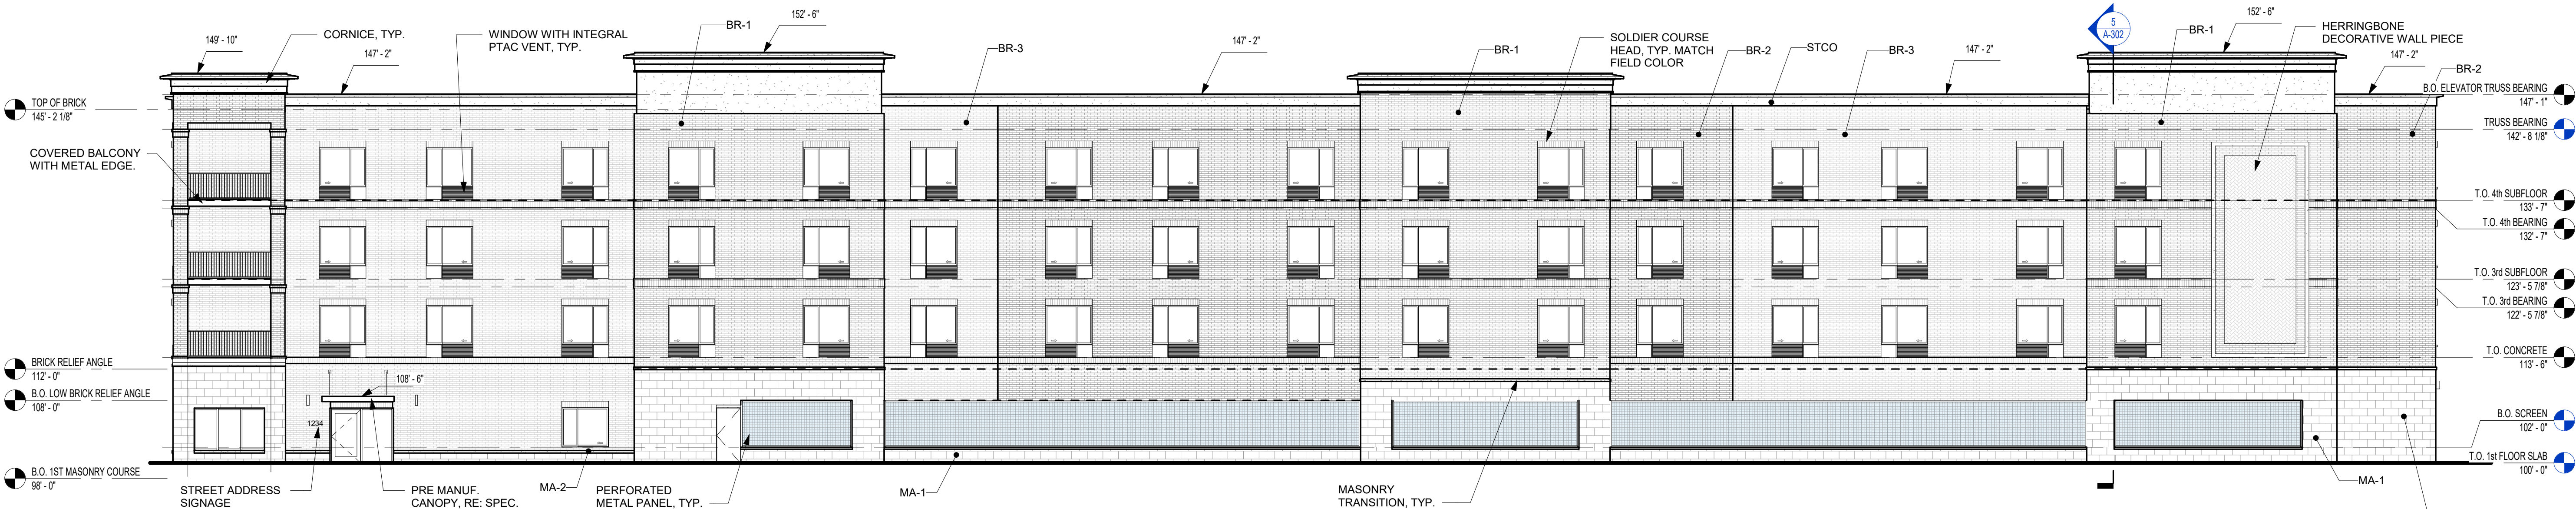 149' - 10"
CORNICE, TYP.
147' - 2"
WINDOW WITH INTEGRAL
PTAC VENT, TYP.
BR-1
152' - 6"
BR-3
147' - 2"
BR-1
SOLDIER COURSE
HEAD, TYP. MATCH
FIELD COLOR
BR-2
STCO
BR-3
147' - 2"
5
A-302
BR-1
152' - 6"
HERRINGBONE
DECORATIVE WALL PIECE
147' - 2"
BR-2
TOP OF BRICK
145' - 2 1/8"
COVERED BALCONY
WITH METAL EDGE.
BRICK RELIEF ANGLE
112' - 0"
B.O. LOW BRICK RELIEF ANGLE
108' - 0"
B.O. 1ST MASONRY COURSE
98' - 0"
B.O. ELEVATOR TRUSS BEARING
147' - 1"
TRUSS BEARING
142' - 8 1/8"
T.O. 4th SUBFLOOR
133' - 7"
T.O. 4th BEARING
132' - 7"
T.O. 3rd SUBFLOOR
123' - 5 7/8"
T.O. 3rd BEARING
122' - 5 7/8"
T.O. CONCRETE
113' - 6"
B.O. SCREEN
102' - 0"
T.O. 1st FLOOR SLAB
100' - 0"
108' - 6"
1234
STREET ADDRESS
SIGNAGE
PRE MANUF.
CANOPY, RE: SPEC.
MA-2
PERFORATED
METAL PANEL, TYP.
MA-1
MASONRY
TRANSITION, TYP.
MA-1